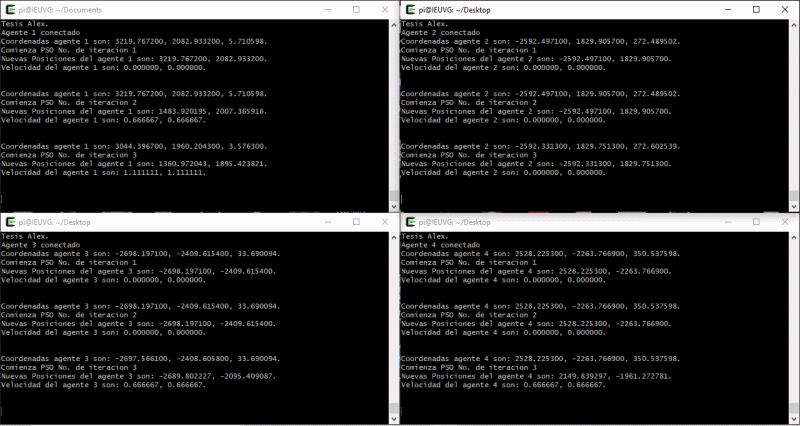 pi@IEUVG: ~/Documents
Tesis Alex.
Agente 1 conectado
Coordenadas agente 1 son: 3219.767200, 2082.933200, 5.710598.
Comienza PSO No. de iteracion 1
Nuevas Posiciones del agente 1 son: 3219.767200, 2082.933200.
Velocidad del agente 1 son: 0.000000, 0.000000.
Coordenadas agente 1 son: 3219.767200, 2082.933200, 5.710598.
Comienza PSO No. de iteracion 2
Nuevas Posiciones del agente 1 son: 1483.920195, 2007.365916.
Velocidad del agente 1 son: 0.666667, 0.666667.
Coordenadas agente 1 son: 3044.396700, 1960.204300, 3.576300.
Comienza PSO No. de iteracion 3
Nuevas Posiciones del agente 1 son: 1360.972043, 1895.423821.
Velocidad del agente 1 son: 1.111111, 1.111111.
pi@IEUVG: ~/Desktop
Tesis Alex.
Agente 2 conectado
Coordenadas agente 2 son: -2592.497100, 1829.905700, 272.489502.
Comienza PSO No. de iteracion 1
Nuevas Posiciones del agente 2 son: -2592.497100, 1829.905700.
Velocidad del agente 2 son: 0.000000, 0.000000.
Coordenadas agente 2 son: -2592.497100, 1829.905700, 272.489502.
Comienza PSO No. de iteracion 2
Nuevas Posiciones del agente 2 son: -2592.497100, 1829.905700.
Velocidad del agente 2 son: 0.000000, 0.000000.
Coordenadas agente 2 son: -2592.331300, 1829.751300, 272.602539.
Comienza PSO No. de iteracion 3
Nuevas Posiciones del agente 2 son: -2592.331300, 1829.751300.
Velocidad del agente 2 son: 0.000000, 0.000000.
pi@IEUVG: ~/Desktop
Tesis Alex.
Agente 3 conectado
Coordenadas agente 3 son: -2698.197100, -2409.615400, 33.690094.
Comienza PSO No. de iteracion 1
Nuevas Posiciones del agente 3 son: -2698.197100, -2409.615400.
Velocidad del agente 3 son: 0.000000, 0.000000.
Coordenadas agente 3 son: -2698.197100, -2409.615400, 33.690094.
Comienza PSO No. de iteracion 2
Nuevas Posiciones del agente 3 son: -2698.197100, -2409.615400.
Velocidad del agente 3 son: 0.000000, 0.000000.
Coordenadas agente 3 son: -2697.566100, -2408.605800, 33.690094.
Comienza PSO No. de iteracion 3
Nuevas Posiciones del agente 3 son: -2689.802227, -2095.409087.
Velocidad del agente 3 son: 0.666667, 0.666667.
pi@IEUVG: ~/Desktop
Tesis Alex.
Agente 4 conectado
Coordenadas agente 4 son: 2528.225300, -2263.766900, 350.537598.
Comienza PSO No. de iteracion 1
Nuevas Posiciones del agente 4 son: 2528.225300, -2263.766900.
Velocidad del agente 4 son: 0.000000, 0.000000.
Coordenadas agente 4 son: 2528.225300, -2263.766900, 350.537598.
Comienza PSO No. de iteracion 2
Nuevas Posiciones del agente 4 son: 2528.225300, -2263.766900.
Velocidad del agente 4 son: 0.000000, 0.000000.
Coordenadas agente 4 son: 2528.225300, -2263.766900, 350.537598.
Comienza PSO No. de iteracion 3
Nuevas Posiciones del agente 4 son: 2149.839297, -1961.272781.
Velocidad del agente 4 son: 0.666667, 0.666667.